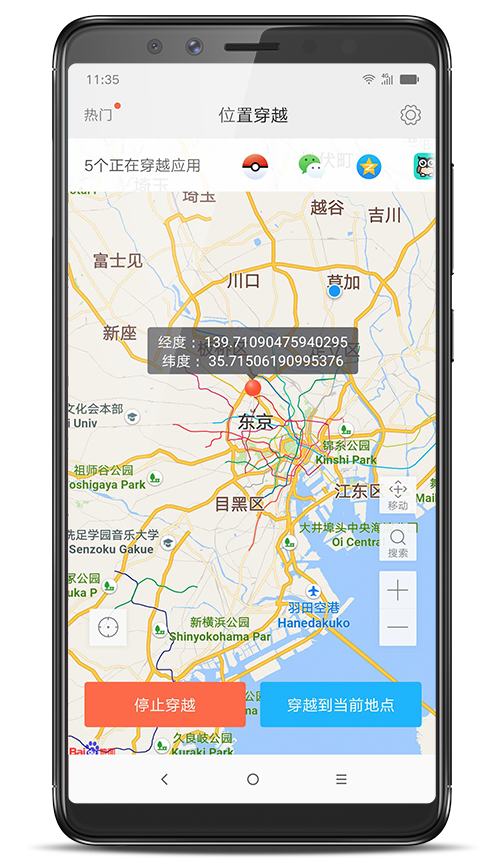 11:35
4G
热门
位置穿越
5个正在穿越应用
埼玉
越谷
吉川
富士见
川口
草加
新座
经度： 139.71090475940295
纬度： 35.71506190995376
文化会本部
i Univ
东京
锦糸公园
Kinshi Park
祖师谷公园
oshigaya Park
目黑区
江东区
移动
洗足学园音乐大学
Senzoku Gakue
大井埠头中央海
Oi Centra
搜索
家公园
uka P
羽田空港
Hanedakuko
新横浜公园
Shinyokohama Par
停止穿越
穿越到当前地点
久良岐公园
Kuraki Park
Bai